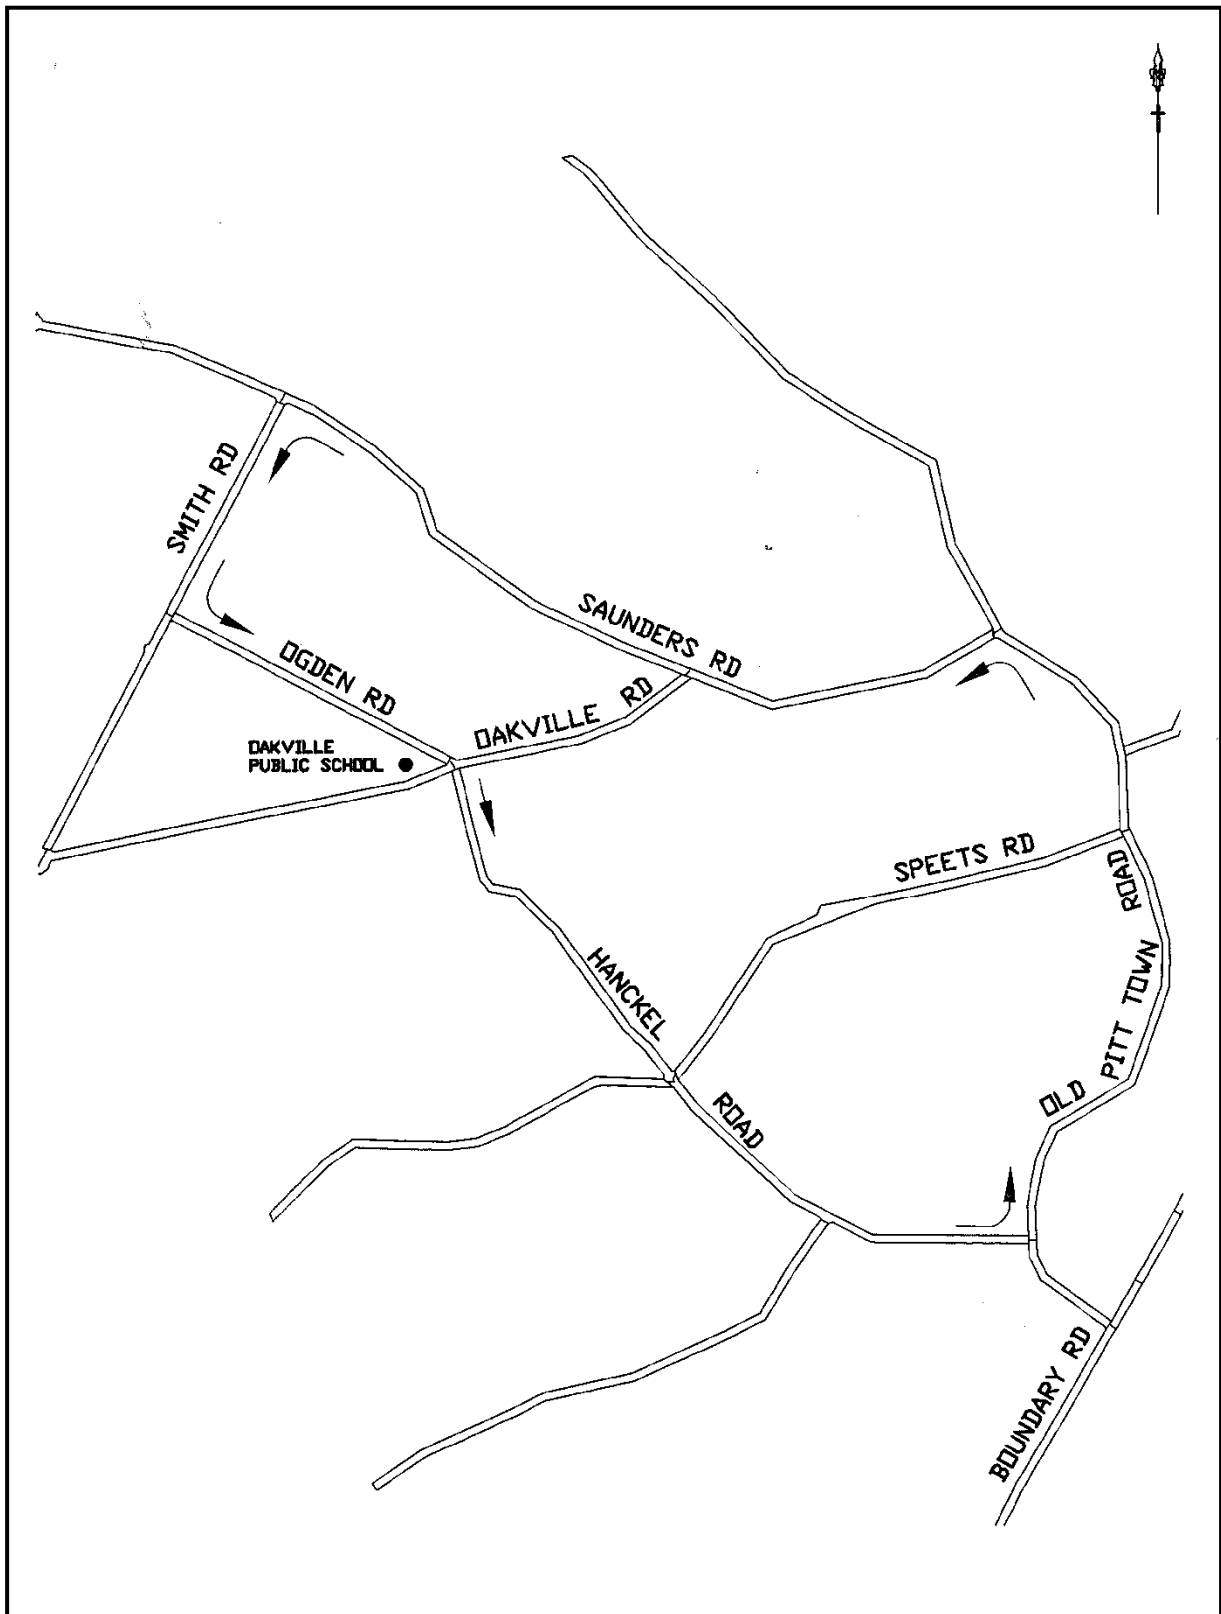 SMITH RD
SAUNDERS RD
OGDEN RD
OAKVILLE RD
OAKVILLE
PUBLIC SCHOOL
SPEETS RD
HANCKEL
ROAD
OLD PITT TOWN ROAD
BOUNDARY RD